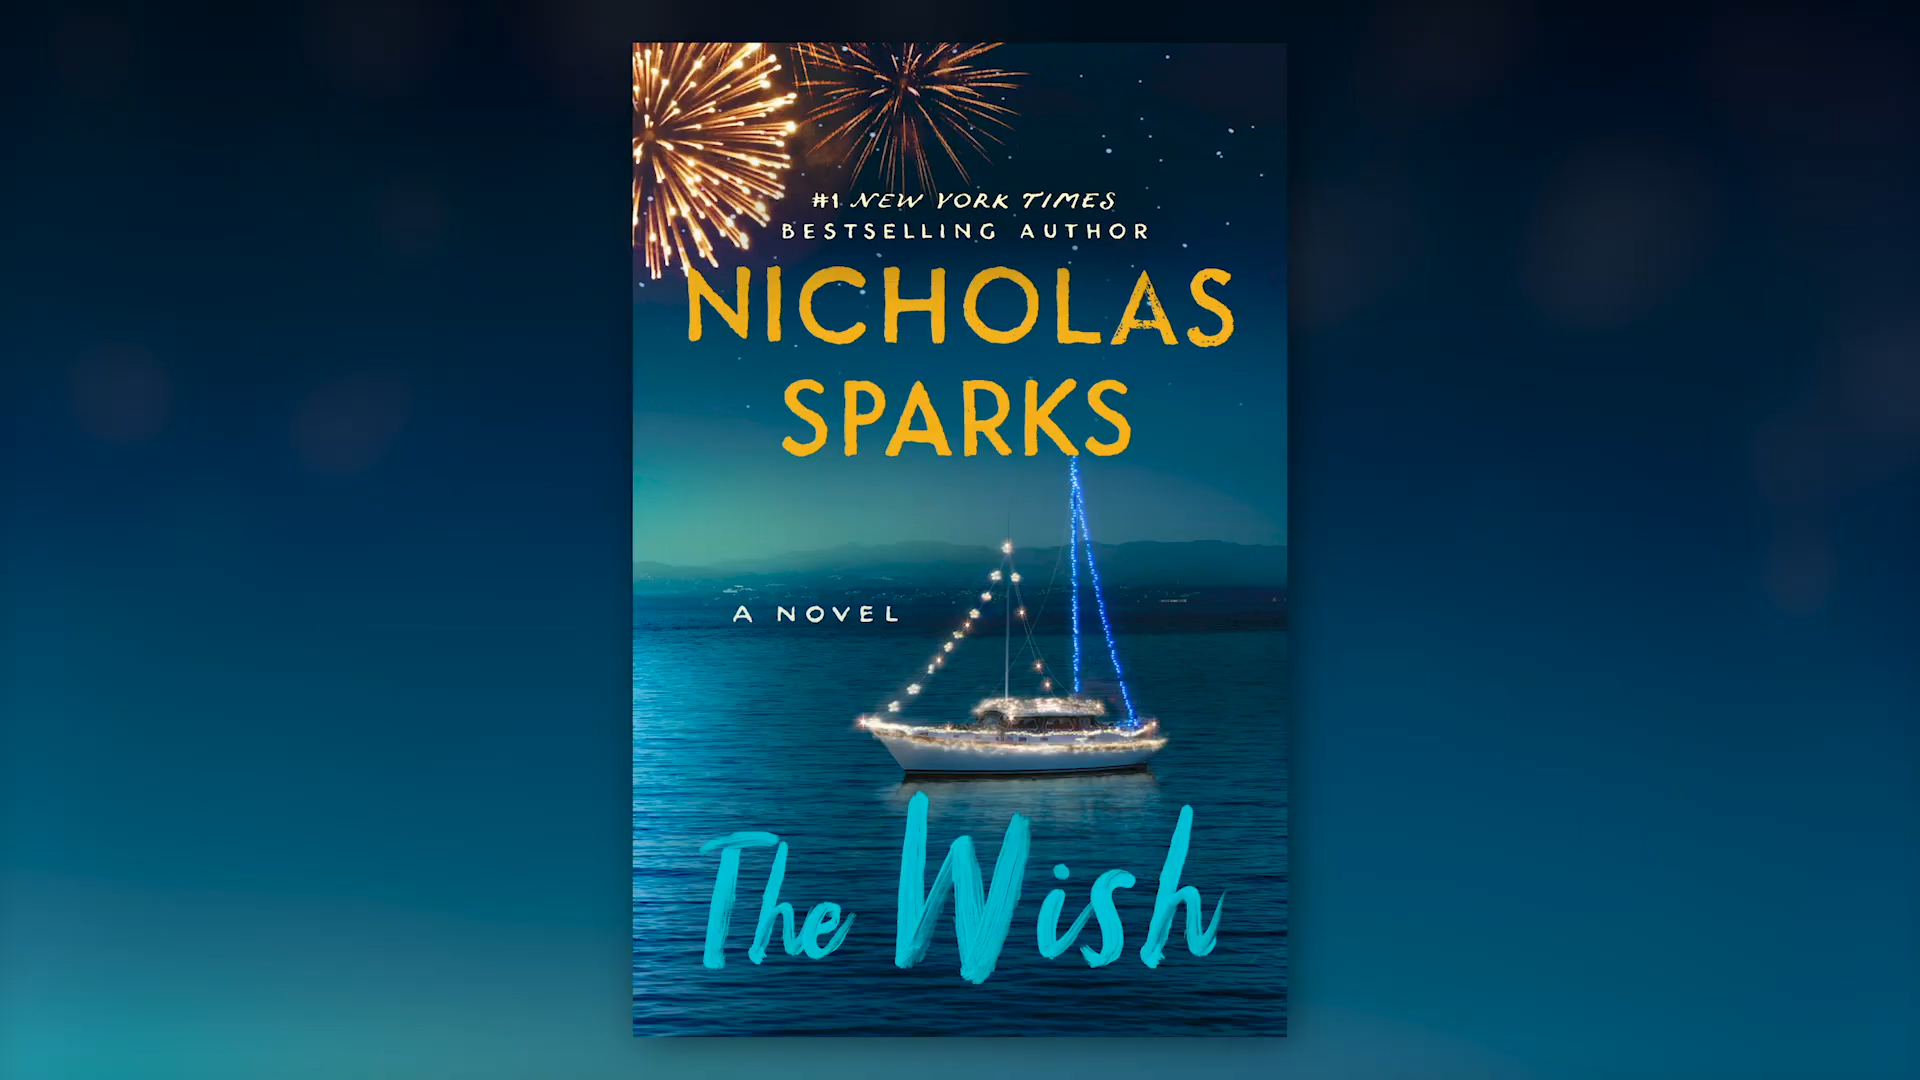 #1 NEW YORK TIMES
BESTSELLING AUTHOR
NICHOLAS
SPARKS
A NOVEL
The Wish